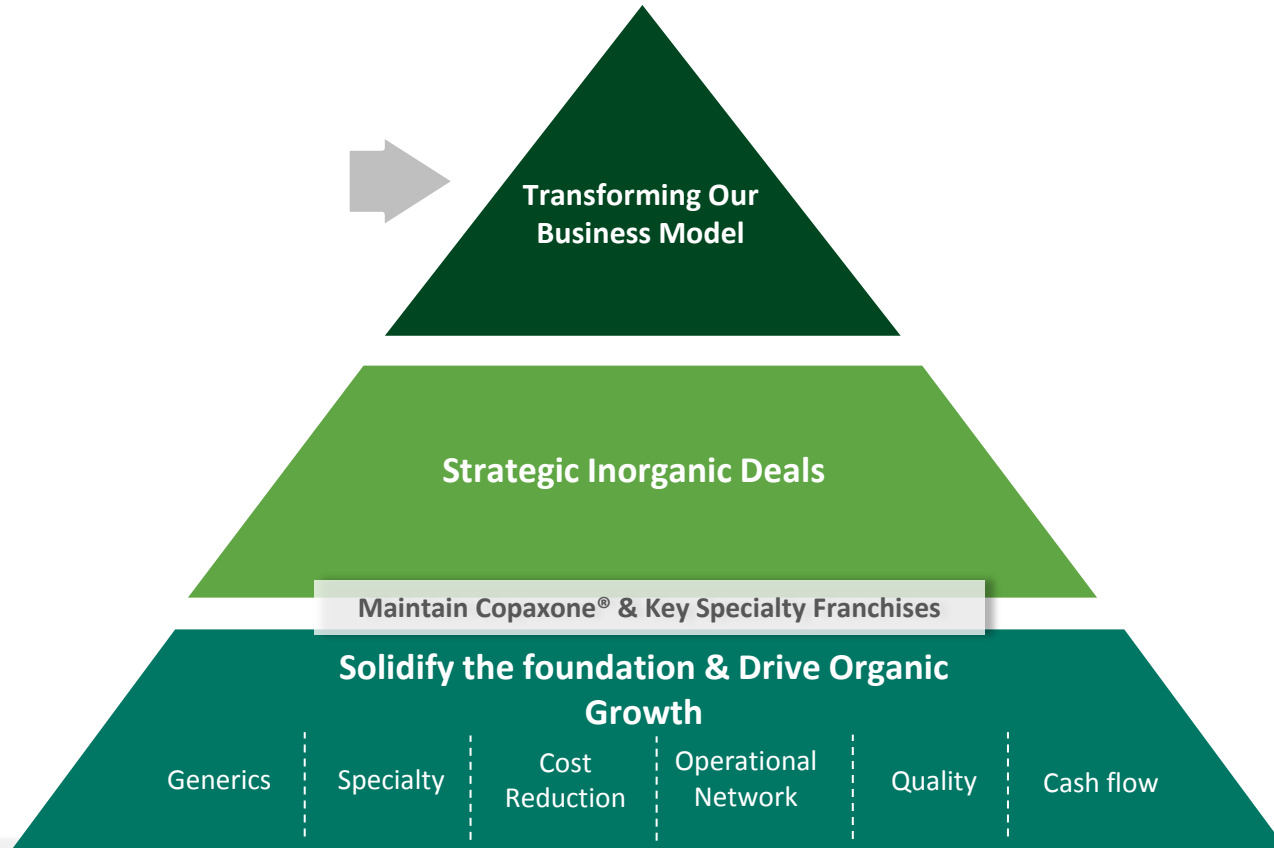 Transforming Our
Business Model
Strategic Inorganic Deals
Maintain Copaxone® & Key Specialty Franchises
Solidify the foundation & Drive Organic
Growth
Generics
Specialty
Cost
Reduction
Operational
Network
Quality
Cash flow